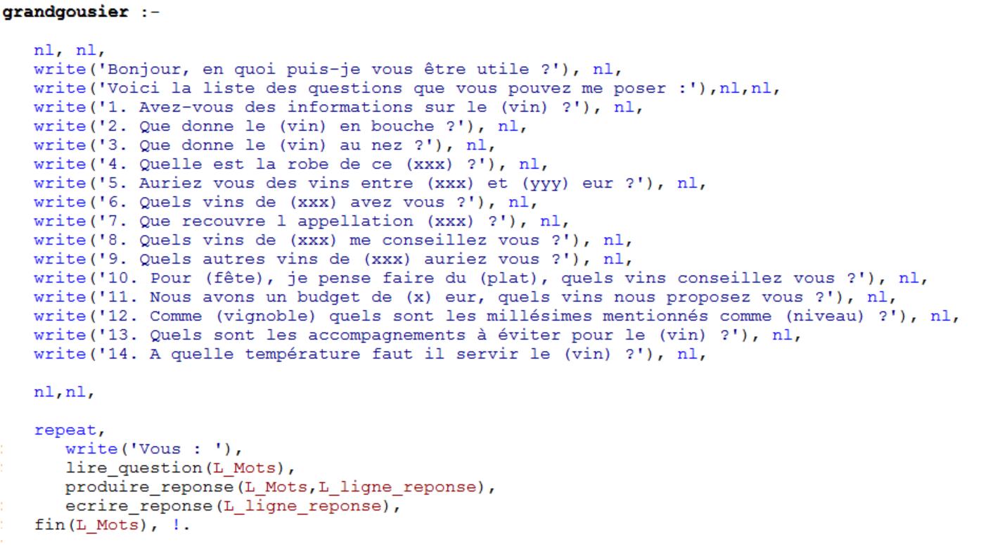 grandgousier :-
nl, nl,
write('Bonjour, en quoi puis-je vous être utile ?'), nl,
write('Voici la liste des questions que vous pouvez me poser :'),nl,nl,
write('1. Avez-vous des informations sur le (vin) ?'), nl,
write('2. Que donne le (vin) en bouche ?'), nl,
write('3. Que donne le (vin) au nez ?'), nl,
write('4. Quelle est la robe de ce (xxx) ?'), nl,
write('5. Auriez vous des vins entre (xxx) et (yyy) eur ?'), nl,
write('6. Quels vins de (xxx) avez vous ?'), nl,
write('7. Que recouvre l appellation (xxx) ?'), nl,
write('8. Quels vins de (xxx) me conseillez vous ?'), nl,
write('9. Quels autres vins de (xxx) auriez vous ?'), nl,
write('10. Pour (fête), je pense faire du (plat), quels vins conseillez vous ?'), nl,
write('11. Nous avons un budget de (x) eur, quels vins nous proposez vous ?'), nl,
write('12. Comme (vignoble) quels sont les millésimes mentionnés comme (niveau) ?'), nl,
write('13. Quels sont les accompagnements à éviter pour le (vin) ?'), nl,
write('14. A quelle température faut il servir le (vin) ?'), nl,
nl,nl,
repeat,
write('Vous : '),
lire_question(L_Mots),
produire_reponse(L_Mots,L_ligne_reponse),
ecrire_reponse(L_ligne_reponse),
fin(L_Mots), !.